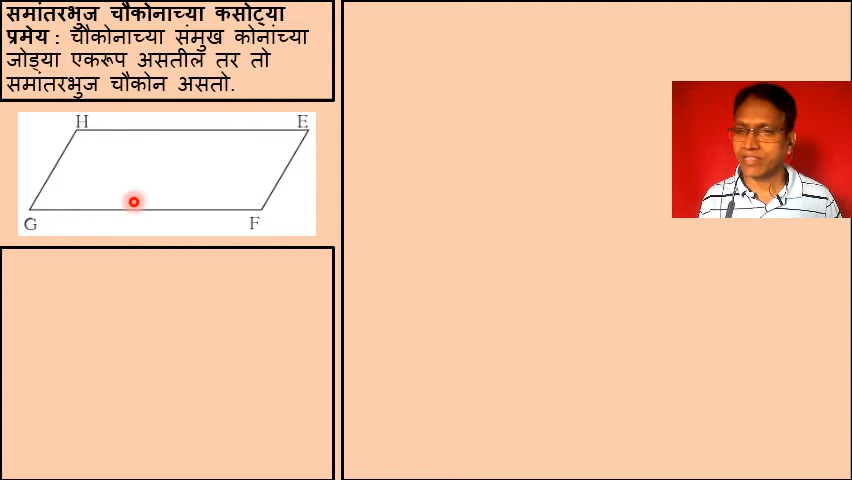 समांतरभुज चौकोनाच्या कसोट्या
प्रमेय : चौकोनाच्या संमुख कोनांच्या
जोड्या एकरूप असतील तर तो
समांतरभुज चौकोन असतो.
H E
G F